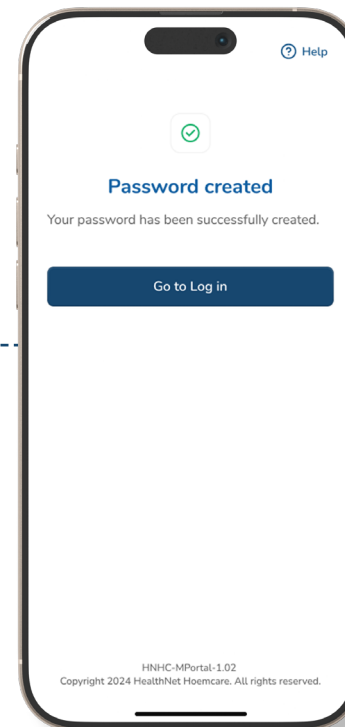 Help
Password created
Your password has been successfully created.
Go to Log in
HNHC-MPortal-1.02
Copyright 2024 HealthNet Hoemcare. All rights reserved.